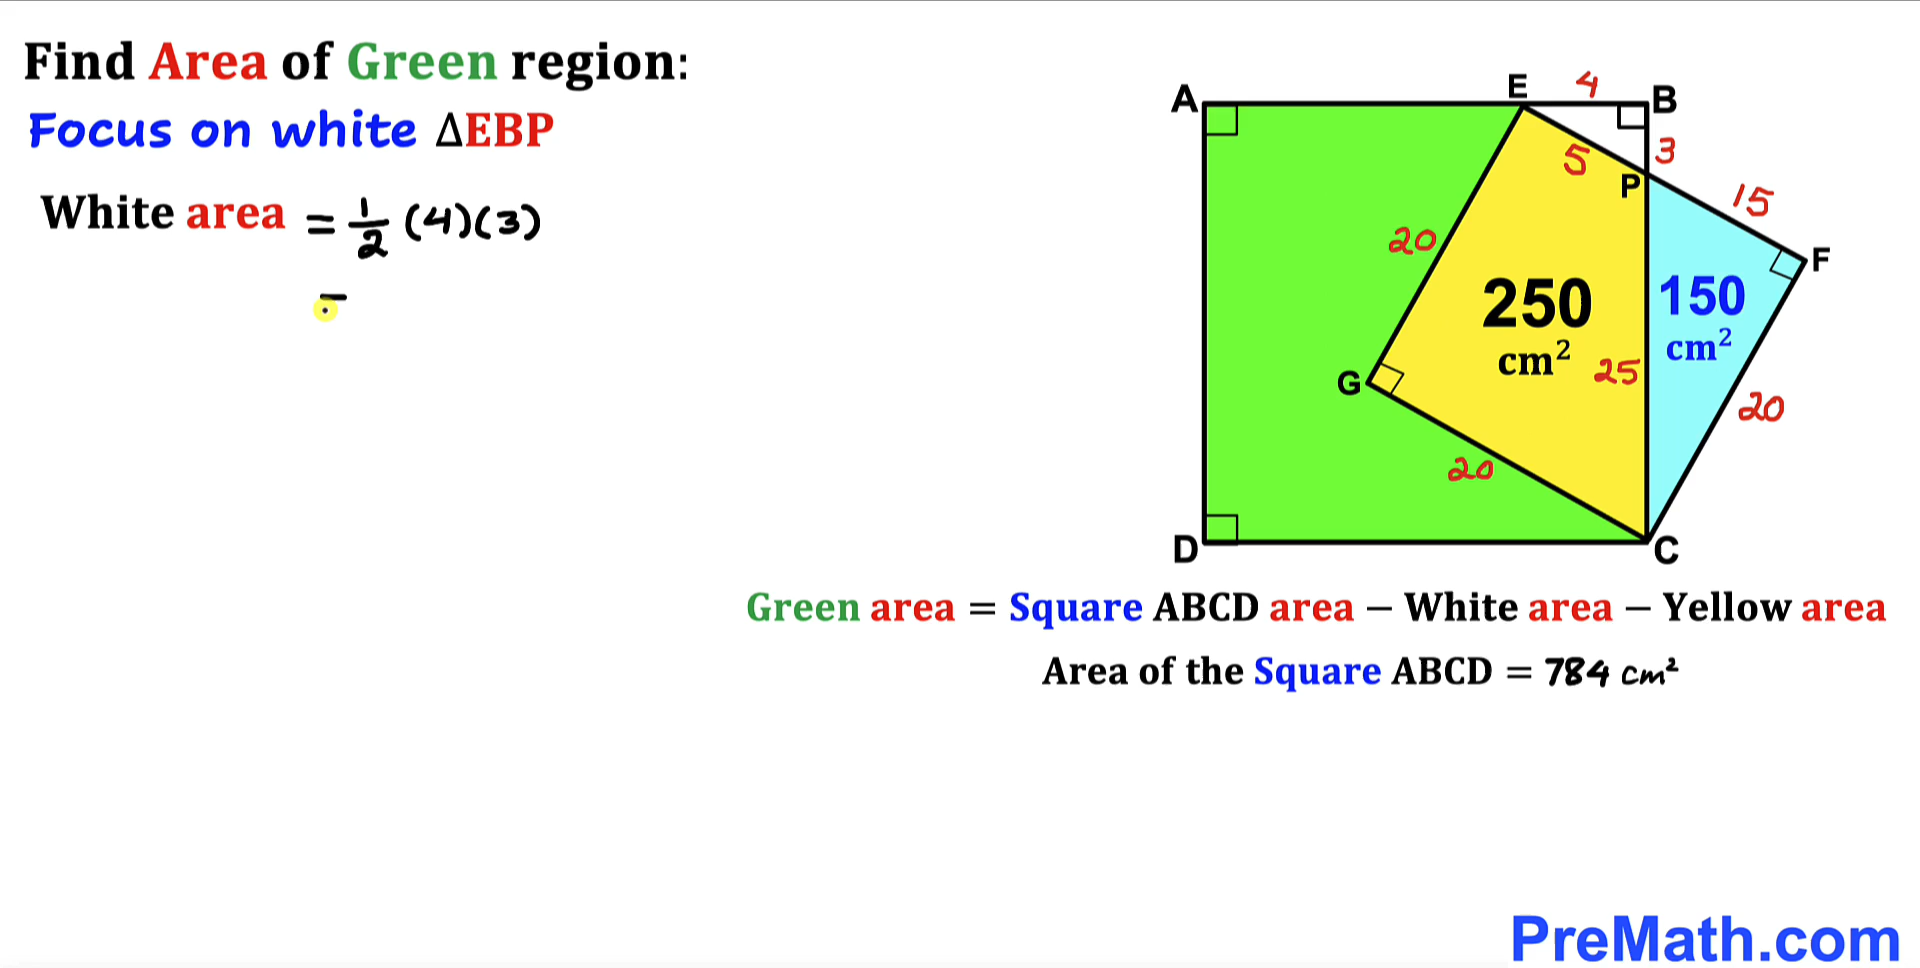 Find Area of Green region:
Focus on white ΔEBP
White area = 1/2 (4)(3)
=
A
E
4
B
5
3
P
15
20
F
250
cm²
150
cm²
25
G
20
20
D
C
Green area = Square ABCD area − White area − Yellow area
Area of the Square ABCD = 784 cm²
PreMath.com